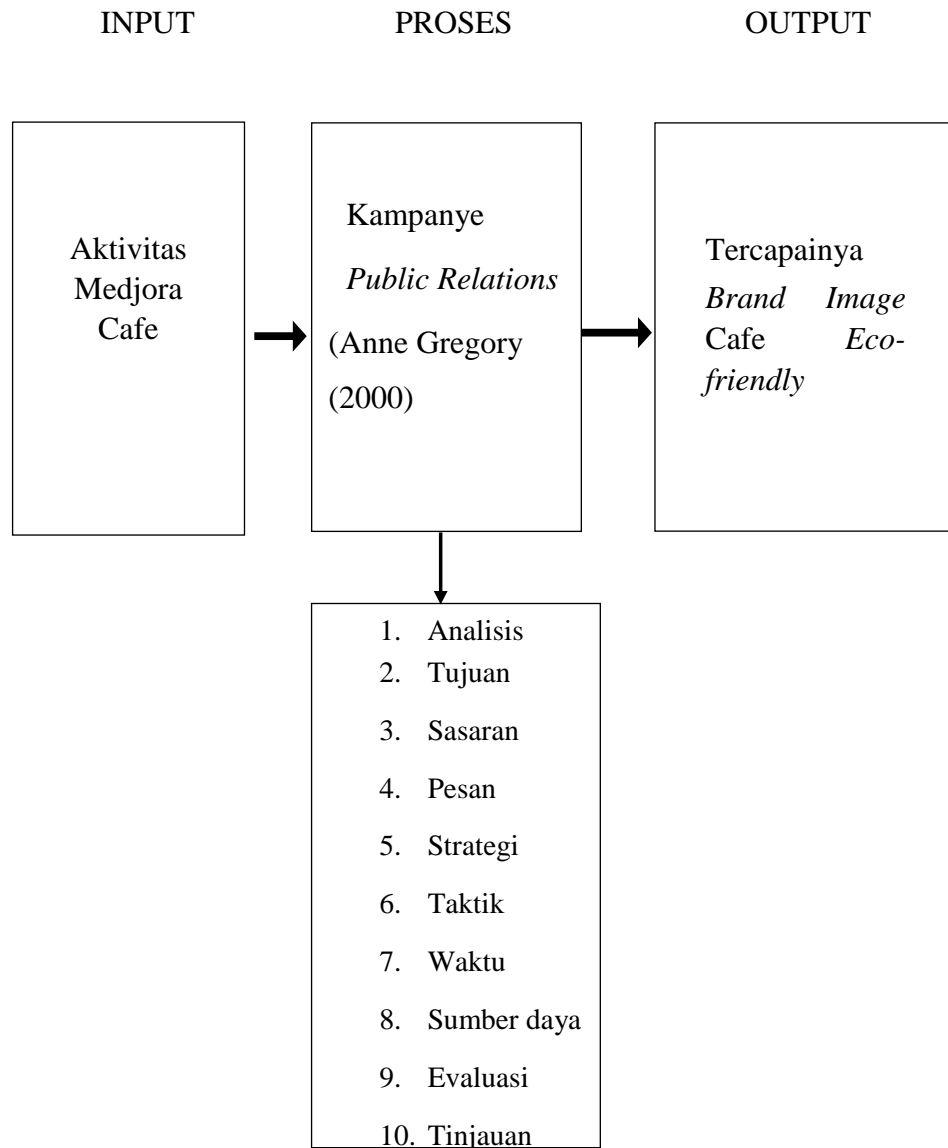 INPUT
PROSES
OUTPUT
Aktivitas
Medjora
Cafe
Kampanye
Public Relations
(Anne Gregory
(2000)
Tercapainya
Brand Image
Cafe Eco-
friendly
1. Analisis
2. Tujuan
3. Sasaran
4. Pesan
5. Strategi
6. Taktik
7. Waktu
8. Sumber daya
9. Evaluasi
10. Tinjauan